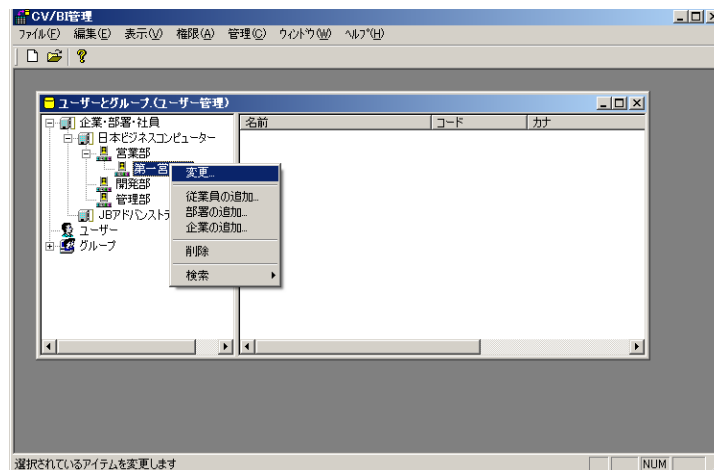 CV/BI管理
ファイル(F) 編集(E) 表示(V) 権限(A) 管理(C) ウィンドウ(W) ヘルプ(H)
ユーザーとグループ.(ユーザー管理)
企業・部署・社員
名前 コード カナ
日本ビジネスコンピューター
営業部
第一営
変更...
開発部
従業員の追加...
管理部
部署の追加...
JBアドバンスト
企業の追加...
ユーザー
グループ
削除
検索
選択されているアイテムを変更します
NUM